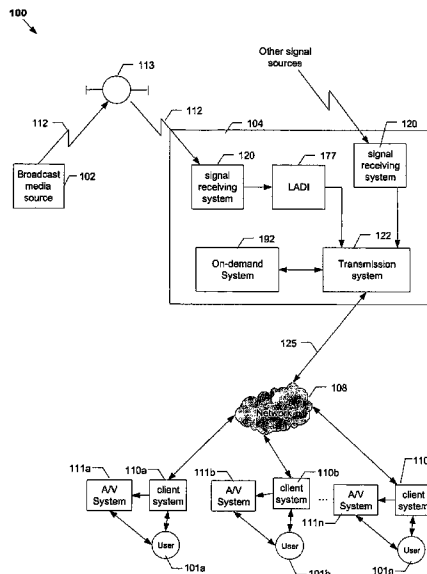 100
113
Other signal
sources
112
112
104
120
120
177
Broadcast
media
source
102
signal
receiving
system
LADI
signal
receiving
system
192
122
On-demand
System
Transmission
system
125
108
Network
111a
110a
111b
110b
110
A/V
System
client
system
A/V
System
client
system
...
A/V
System
client
system
111n
User
User
User
101a
101b
101n